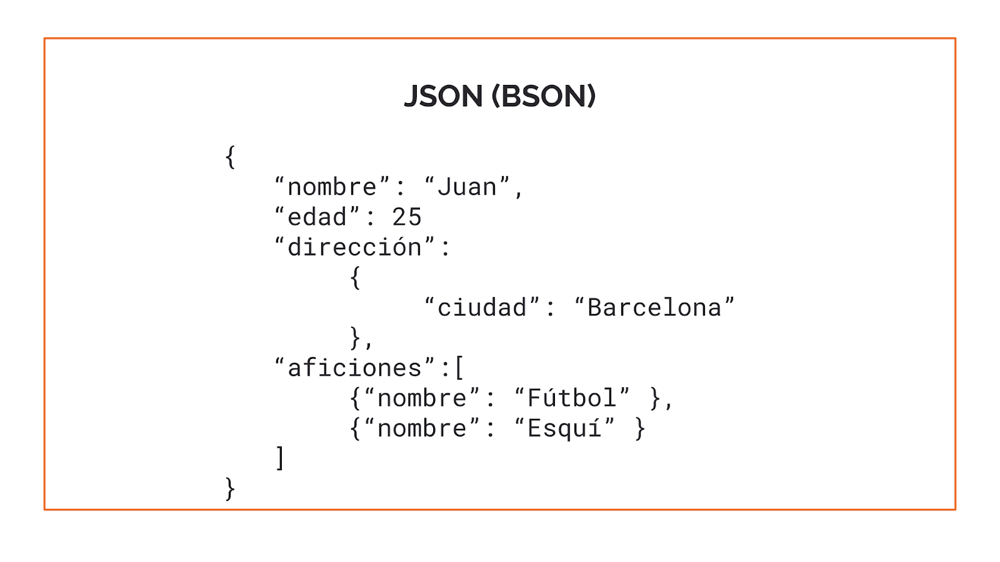 JSON (BSON)
{
“nombre”: “Juan”,
“edad”: 25
“dirección”:
{
“ciudad”: “Barcelona”
},
“aficiones”:[
{“nombre”: “Fútbol” },
{“nombre”: “Esquí” }
]
}